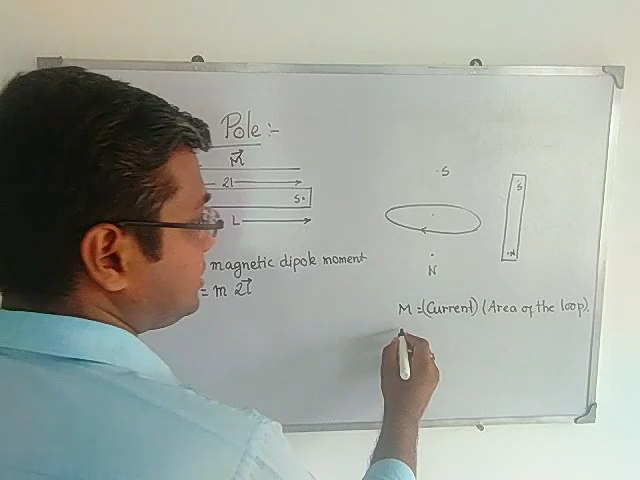 Pole :-
M
2l
S.
L
magnetic dipole moment
= m 2l
.S
N
S
.N
M = (Current) (Area of the loop).